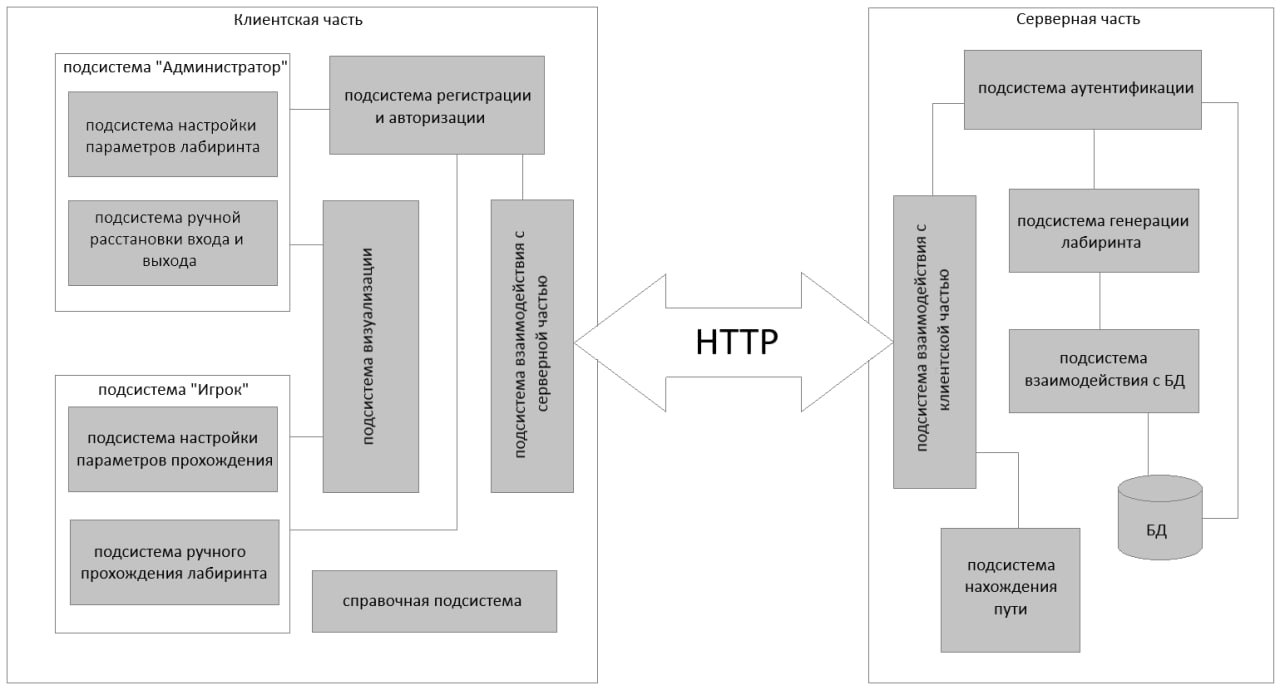 Клиентская часть
подсистема "Администратор"
подсистема настройки
параметров лабиринта
подсистема ручной
расстановки входа и
выхода
подсистема регистрации
и авторизации
подсистема визуализации
подсистема взаимодействия с
серверной частью
подсистема "Игрок"
подсистема настройки
параметров прохождения
подсистема ручного
прохождения лабиринта
справочная подсистема
HTTP
Серверная часть
подсистема аутентификации
подсистема взаимодействия с
клиентской частью
подсистема генерации
лабиринта
подсистема
взаимодействия с БД
БД
подсистема
нахождения
пути